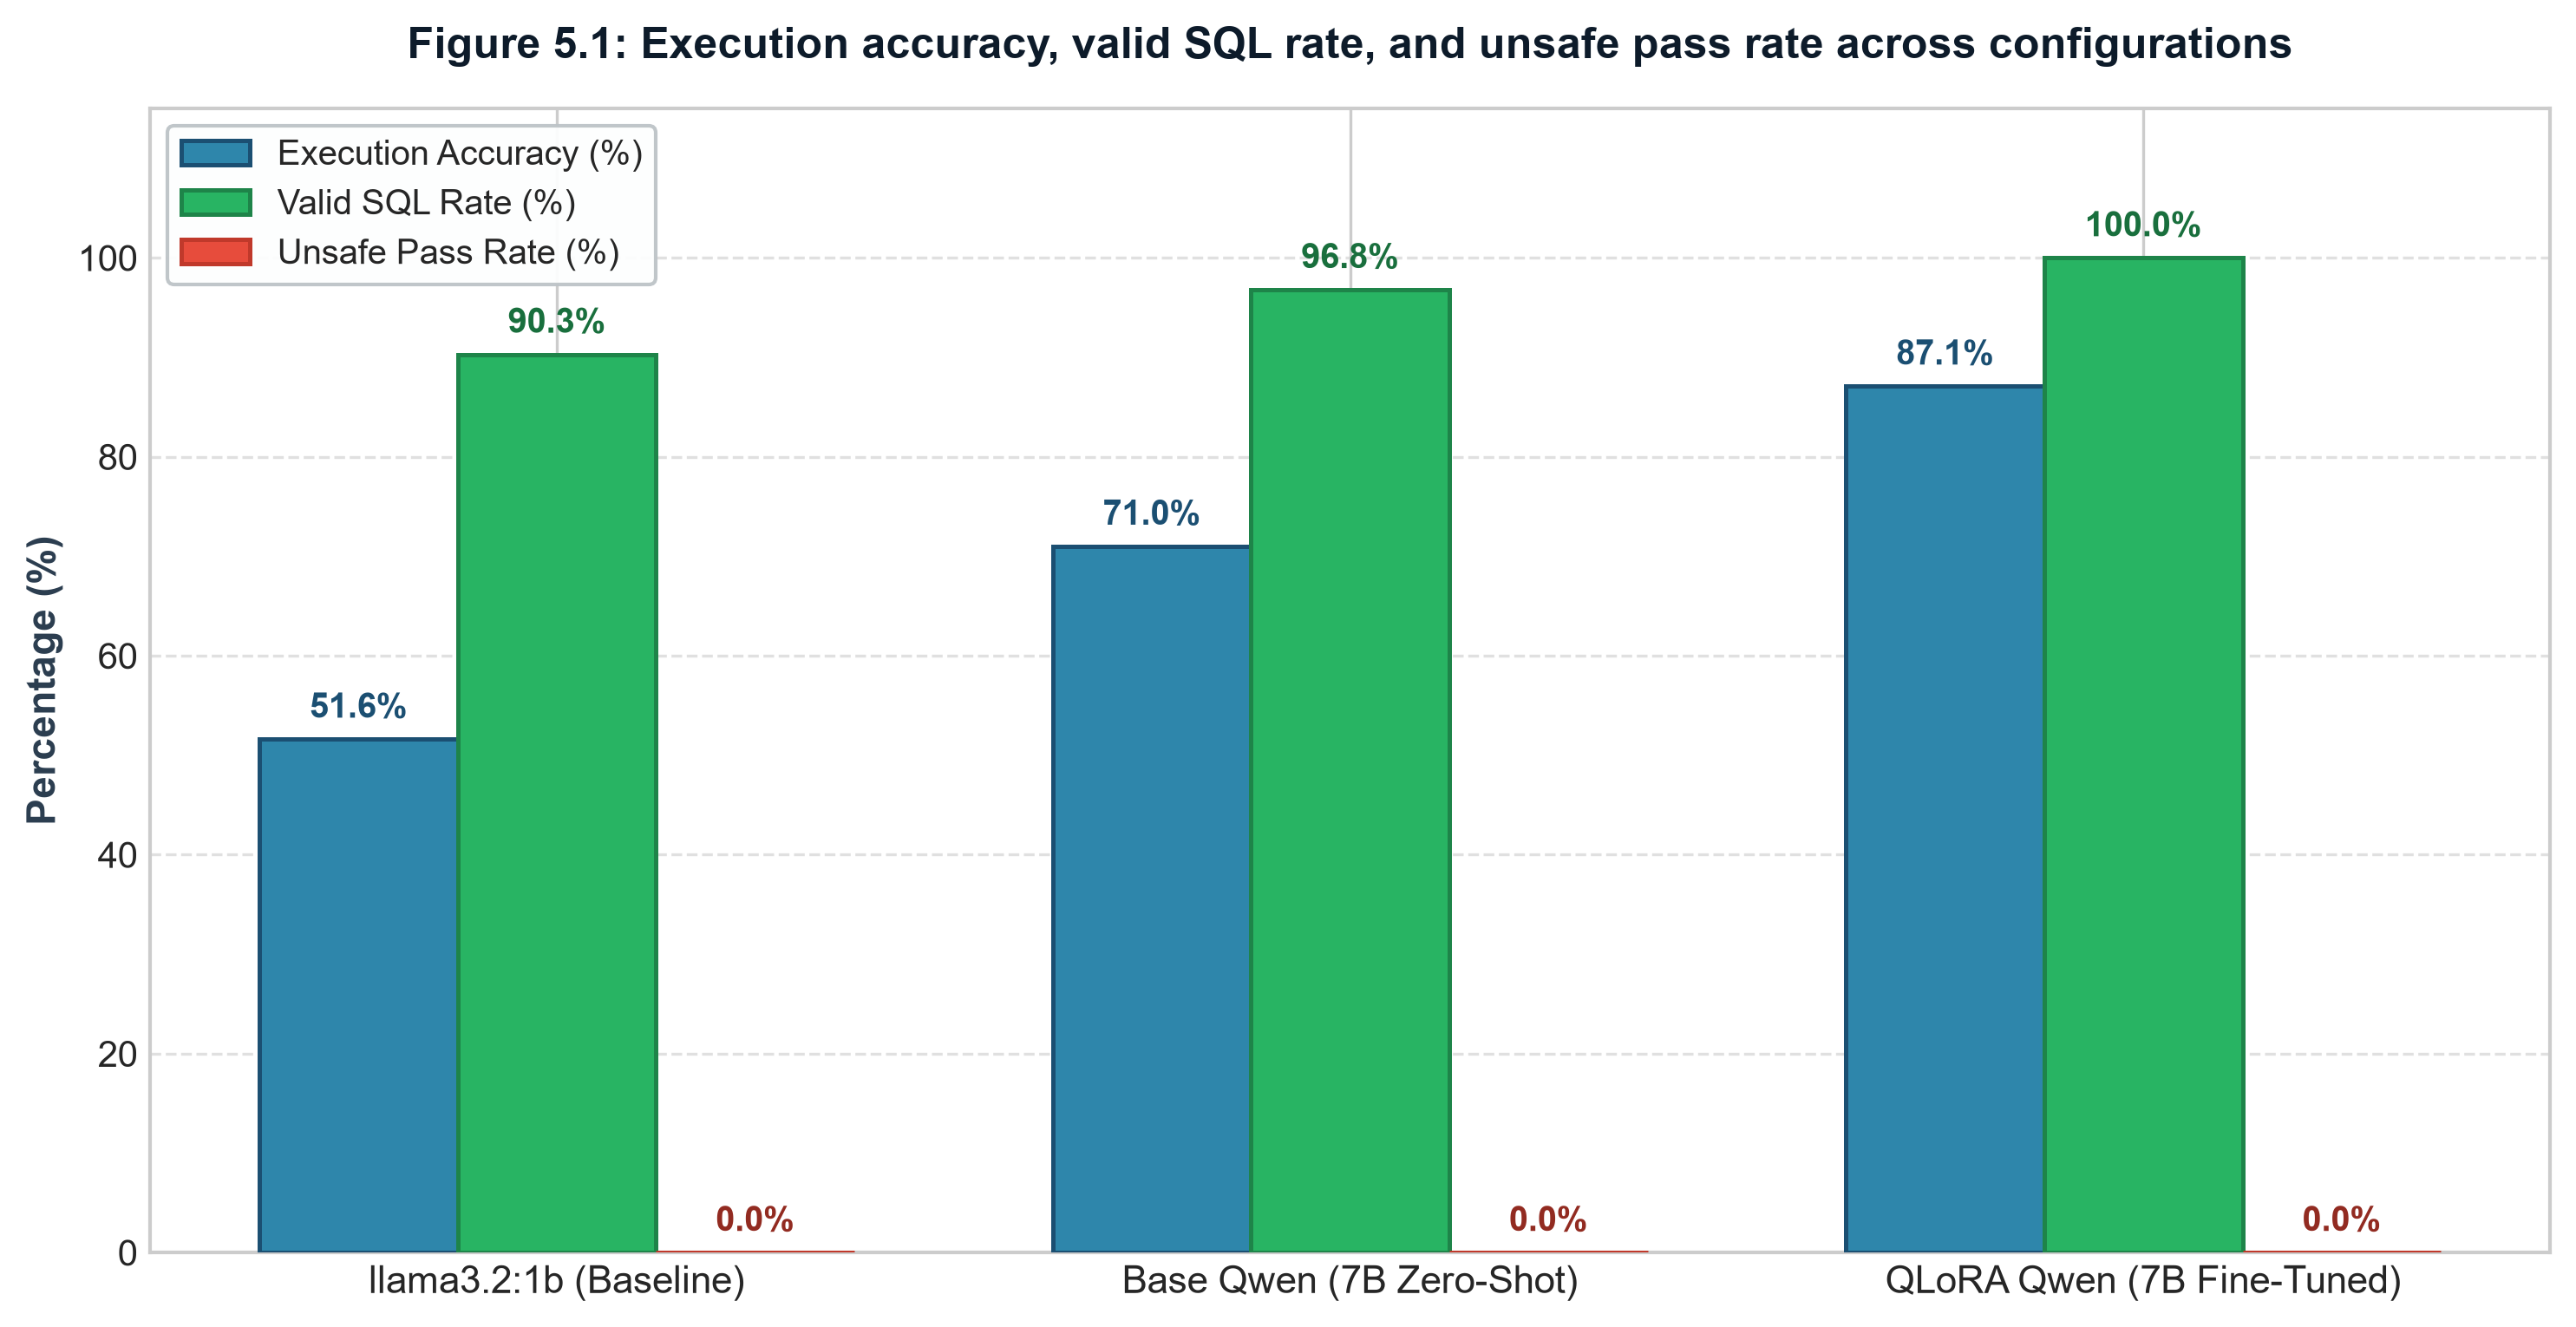 Figure 5.1: Execution accuracy, valid SQL rate, and unsafe pass rate across configurations
Execution Accuracy (%)
Valid SQL Rate (%)
Unsafe Pass Rate (%)
Percentage (%)
100
80
60
40
20
0
51.6%
90.3%
0.0%
71.0%
96.8%
0.0%
87.1%
100.0%
0.0%
llama3.2:1b (Baseline)
Base Qwen (7B Zero-Shot)
QLoRA Qwen (7B Fine-Tuned)